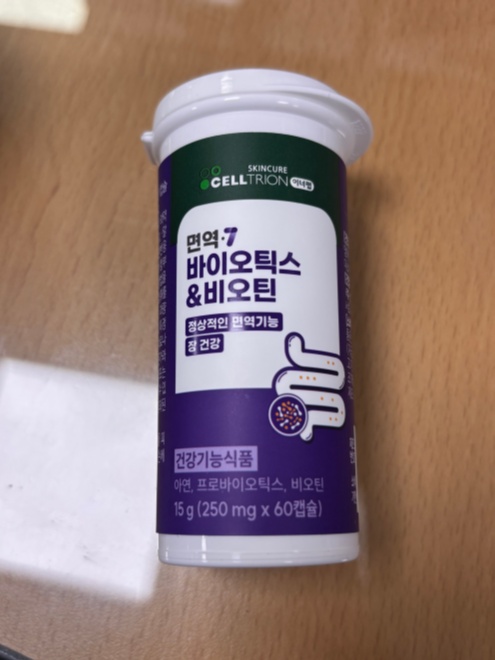 SKINCURE
CELLTRION 이너랩
면역·7
바이오틱스
&비오틴
정상적인 면역기능
장 건강
건강기능식품
아연, 프로바이오틱스, 비오틴
15 g (250 mg x 60캡슐)